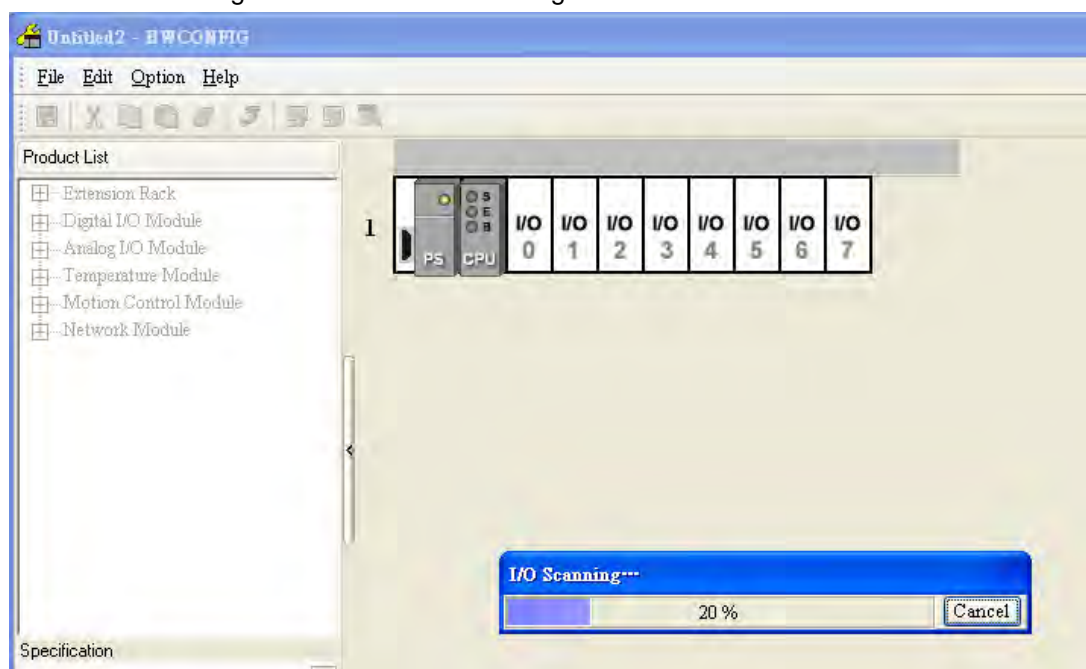 Untitled2 - HWCONFIG
File Edit Option Help
Product List
Extension Rack
Digital I/O Module
Analog I/O Module
Temperature Module
Motion Control Module
Network Module
1
PS CPU S E B I/O 0 I/O 1 I/O 2 I/O 3 I/O 4 I/O 5 I/O 6 I/O 7
I/O Scanning...
20 % Cancel
Specification